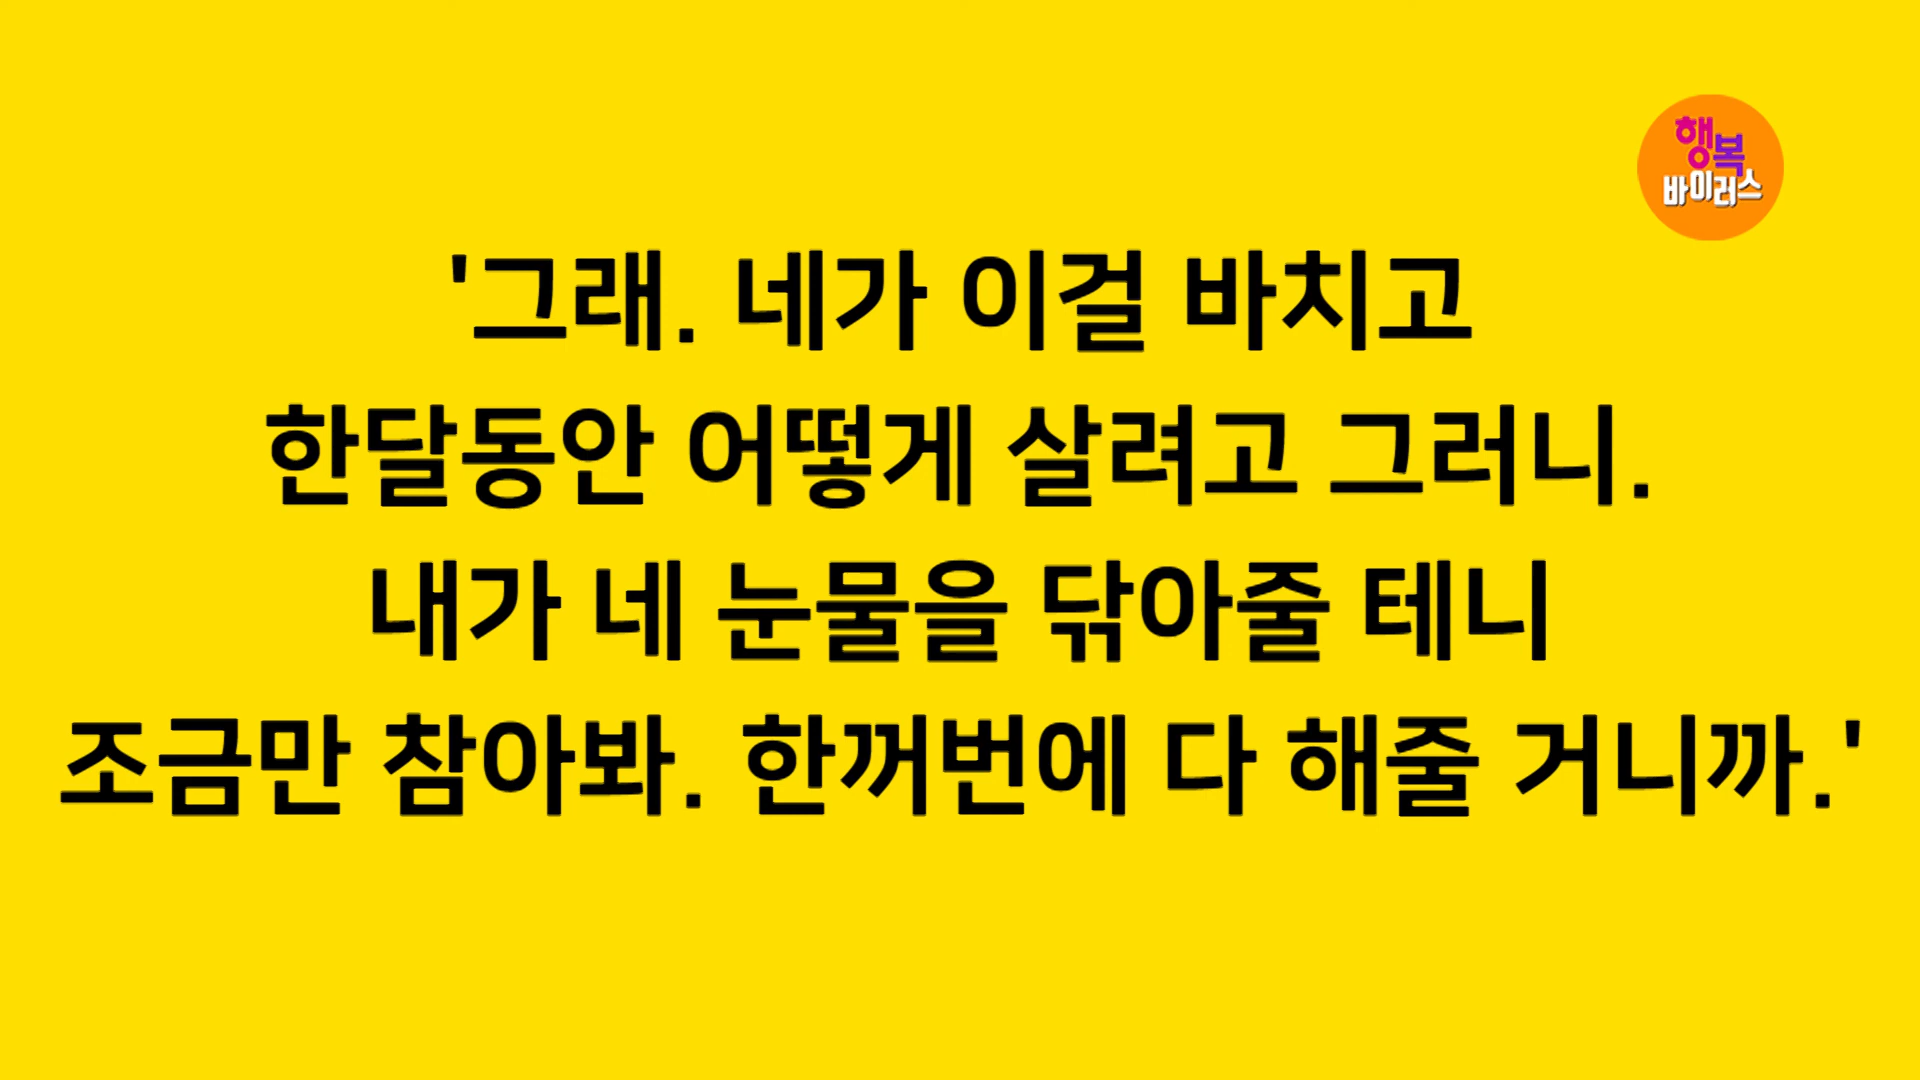 행복
바이러스
'그래. 네가 이걸 바치고
한달동안 어떻게 살려고 그러니.
내가 네 눈물을 닦아줄 테니
조금만 참아봐. 한꺼번에 다 해줄 거니까.'